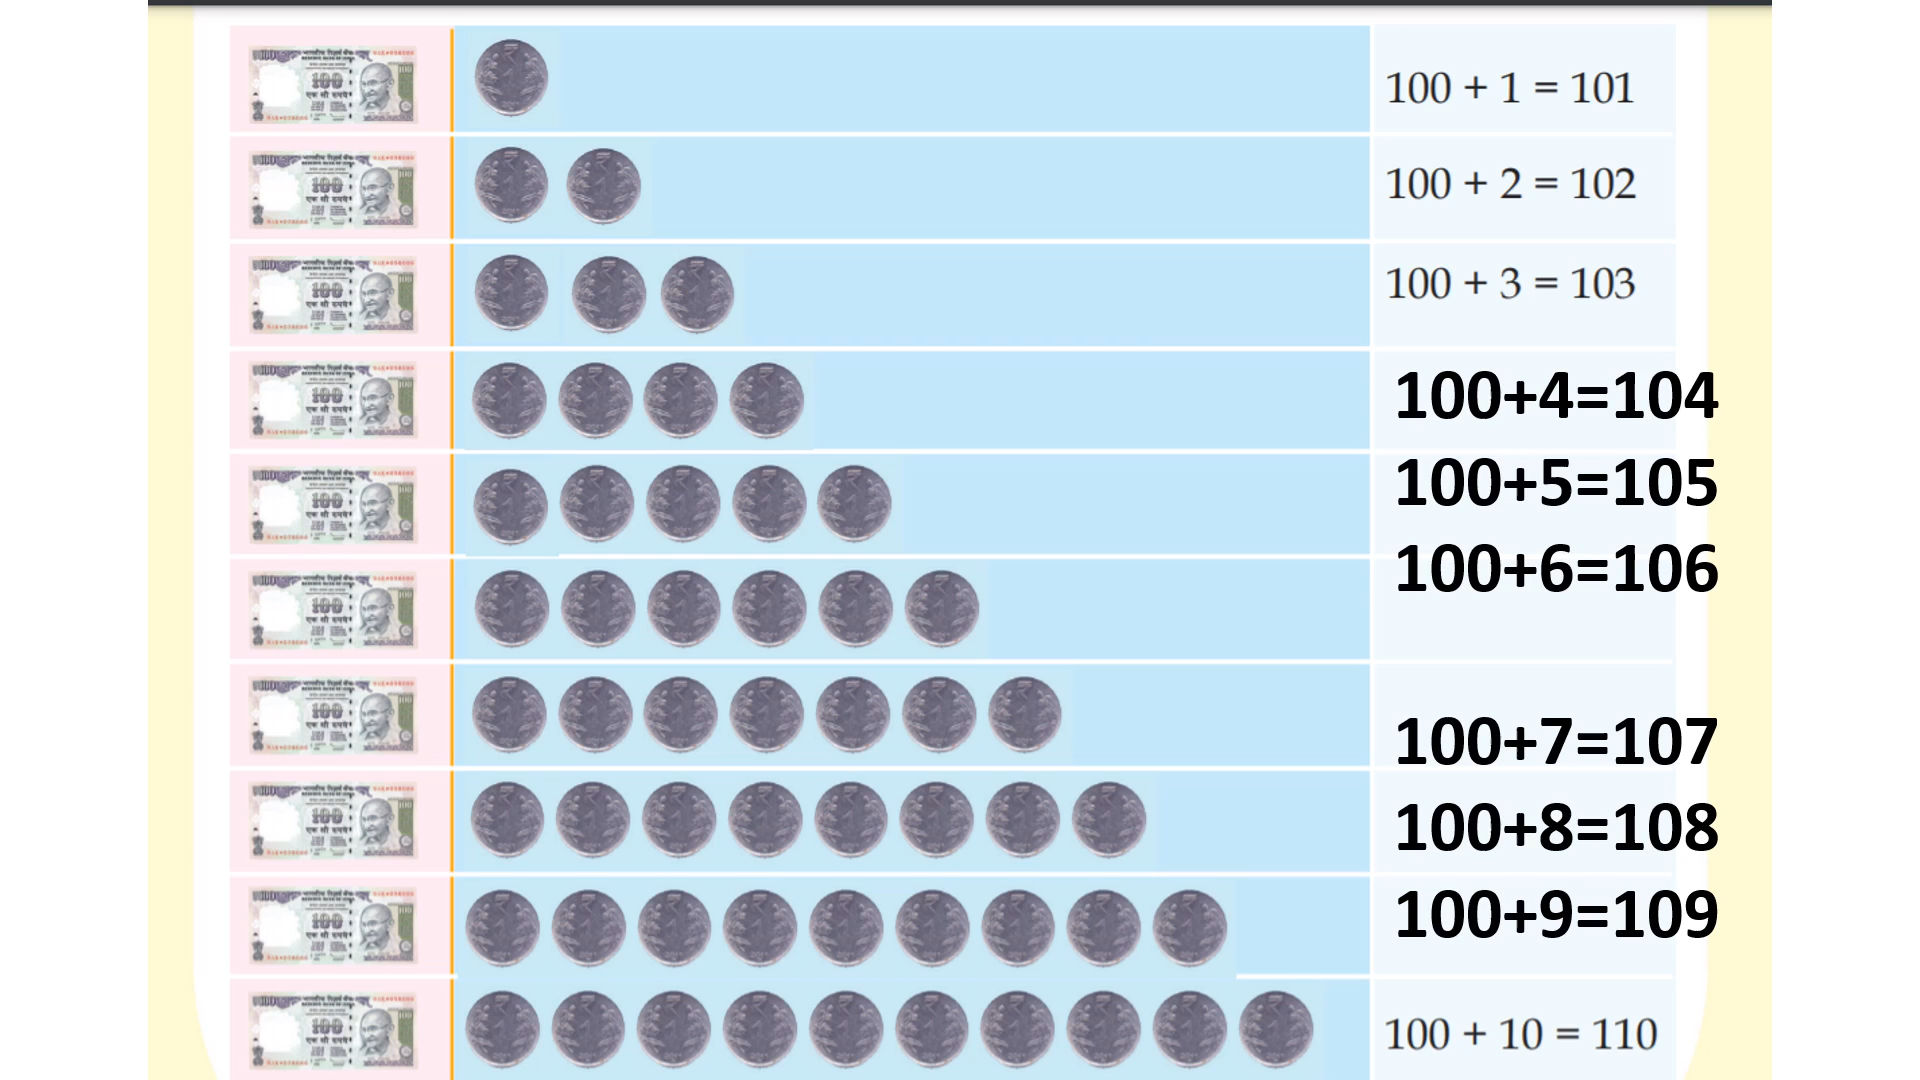 100 + 1 = 101
100 + 2 = 102
100 + 3 = 103
100+4=104
100+5=105
100+6=106
100+7=107
100+8=108
100+9=109
100 + 10 = 110